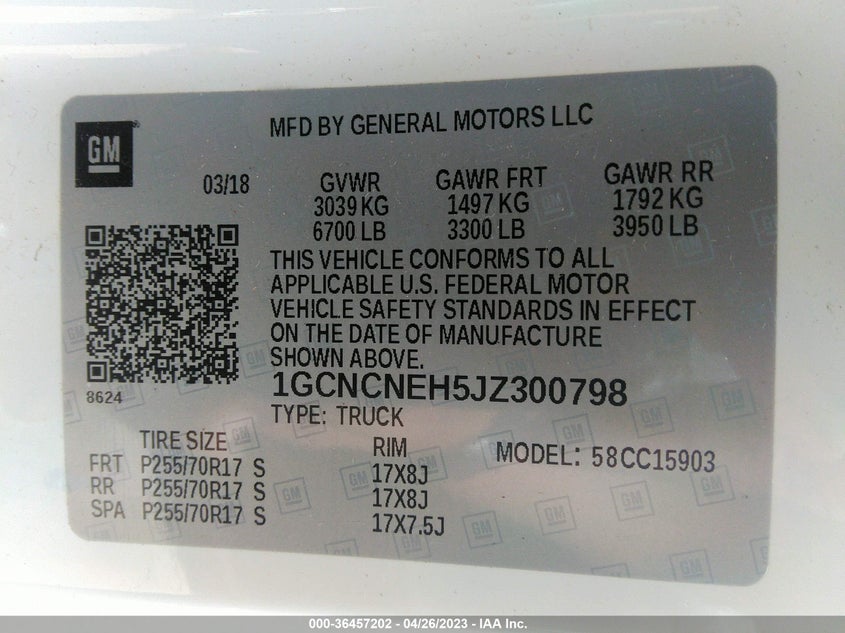 MFD BY GENERAL MOTORS LLC
GM
03/18
GVWR GAWR FRT GAWR RR
3039 KG 1497 KG 1792 KG
6700 LB 3300 LB 3950 LB
THIS VEHICLE CONFORMS TO ALL
APPLICABLE U.S. FEDERAL MOTOR
VEHICLE SAFETY STANDARDS IN EFFECT
ON THE DATE OF MANUFACTURE
SHOWN ABOVE.
8624
1GCNCNEH5JZ300798
TYPE: TRUCK
TIRE SIZE RIM MODEL: 58CC15903
FRT P255/70R17 S 17X8J
RR P255/70R17 S 17X8J
SPA P255/70R17 S 17X7.5J
000-36457202 - 04/26/2023 - IAA Inc.